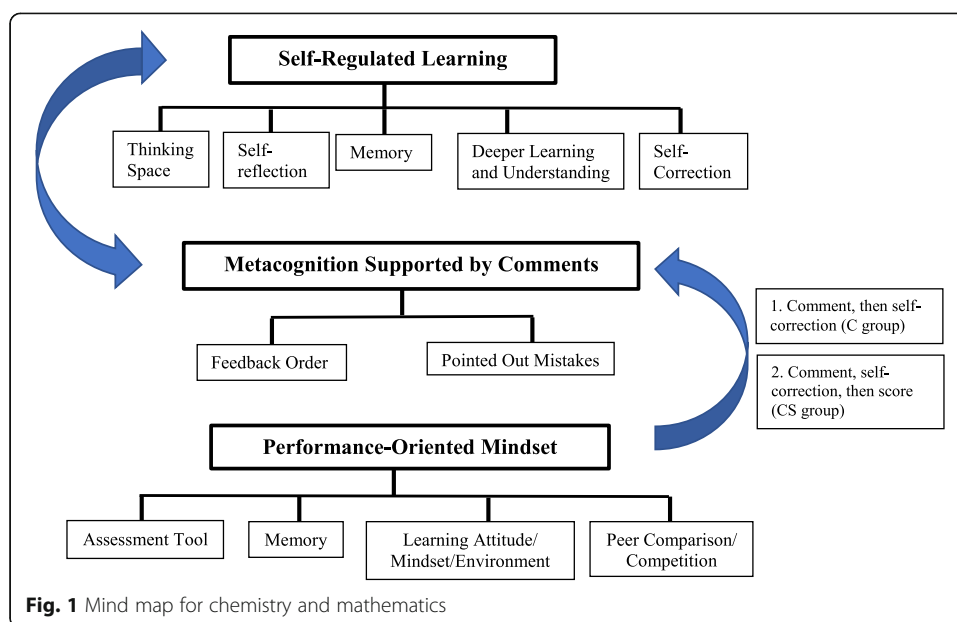 Self-Regulated Learning
Thinking
Space
Self-
reflection
Memory
Deeper Learning
and Understanding
Self-
Correction
Metacognition Supported by Comments
Feedback Order
Pointed Out Mistakes
1. Comment, then self-
correction (C group)
2. Comment, self-
correction, then score
(CS group)
Performance-Oriented Mindset
Assessment Tool
Memory
Learning Attitude/
Mindset/Environment
Peer Comparison/
Competition
Fig. 1 Mind map for chemistry and mathematics